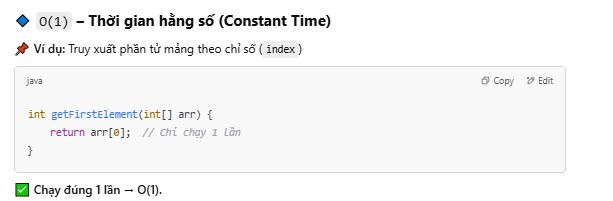 🔷 O(1) – Thời gian hằng số (Constant Time)
📌 Ví dụ: Truy xuất phần tử mảng theo chỉ số ( index )
java Copy Edit
int getFirstElement(int[] arr) {
    return arr[0];  // Chỉ chạy 1 lần
}
✅ Chạy đúng 1 lần → O(1).